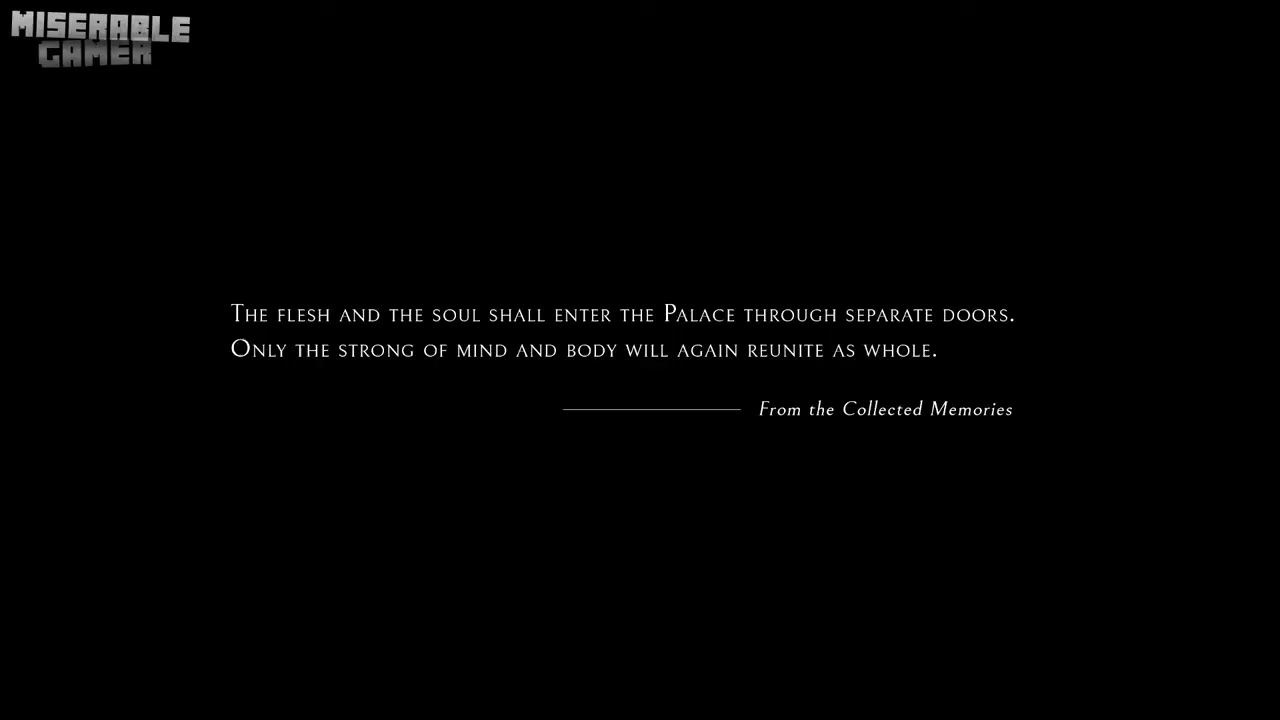 MISERABLE
GAMER
The flesh and the soul shall enter the Palace through separate doors.
Only the strong of mind and body will again reunite as whole.
From the Collected Memories